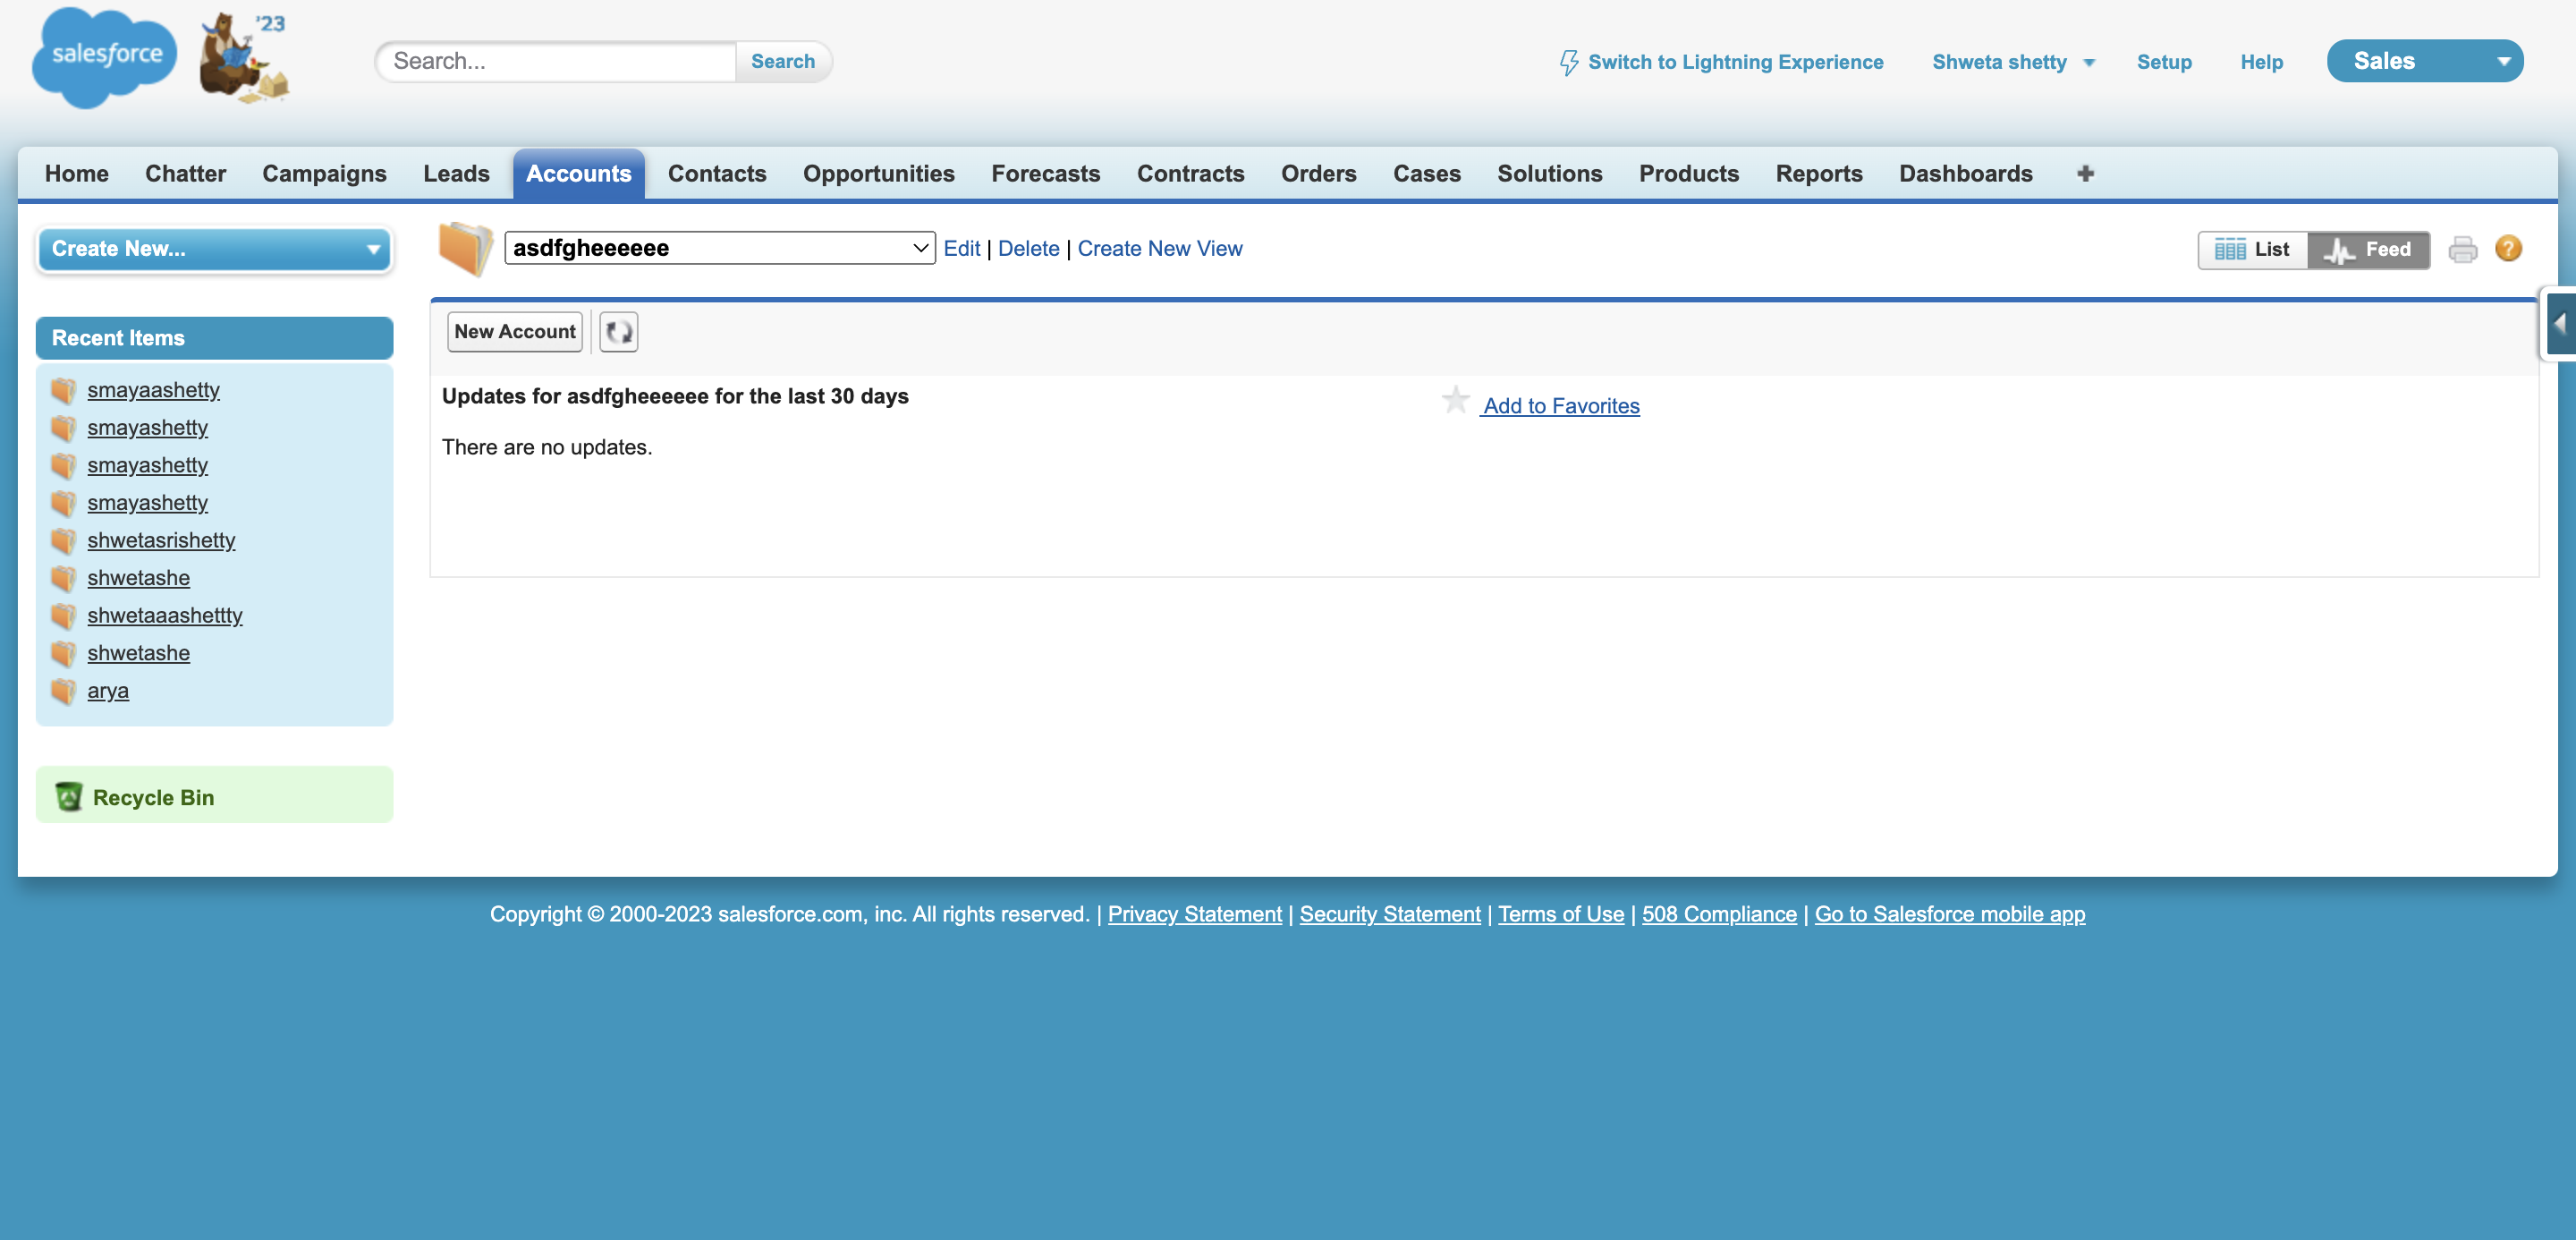 salesforce
'23
Search...
Search
Switch to Lightning Experience
Shweta shetty
Setup
Help
Sales
Home
Chatter
Campaigns
Leads
Accounts
Contacts
Opportunities
Forecasts
Contracts
Orders
Cases
Solutions
Products
Reports
Dashboards
Create New...
asdfgheeeeee
Edit | Delete | Create New View
List
Feed
Recent Items
smayaashetty
smayashetty
smayashetty
smayashetty
shwetasrishetty
shwetashe
shwetaaashettty
shwetashe
arya
Recycle Bin
New Account
Updates for asdfgheeeeee for the last 30 days
Add to Favorites
There are no updates.
Copyright © 2000-2023 salesforce.com, inc. All rights reserved. | Privacy Statement | Security Statement | Terms of Use | 508 Compliance | Go to Salesforce mobile app